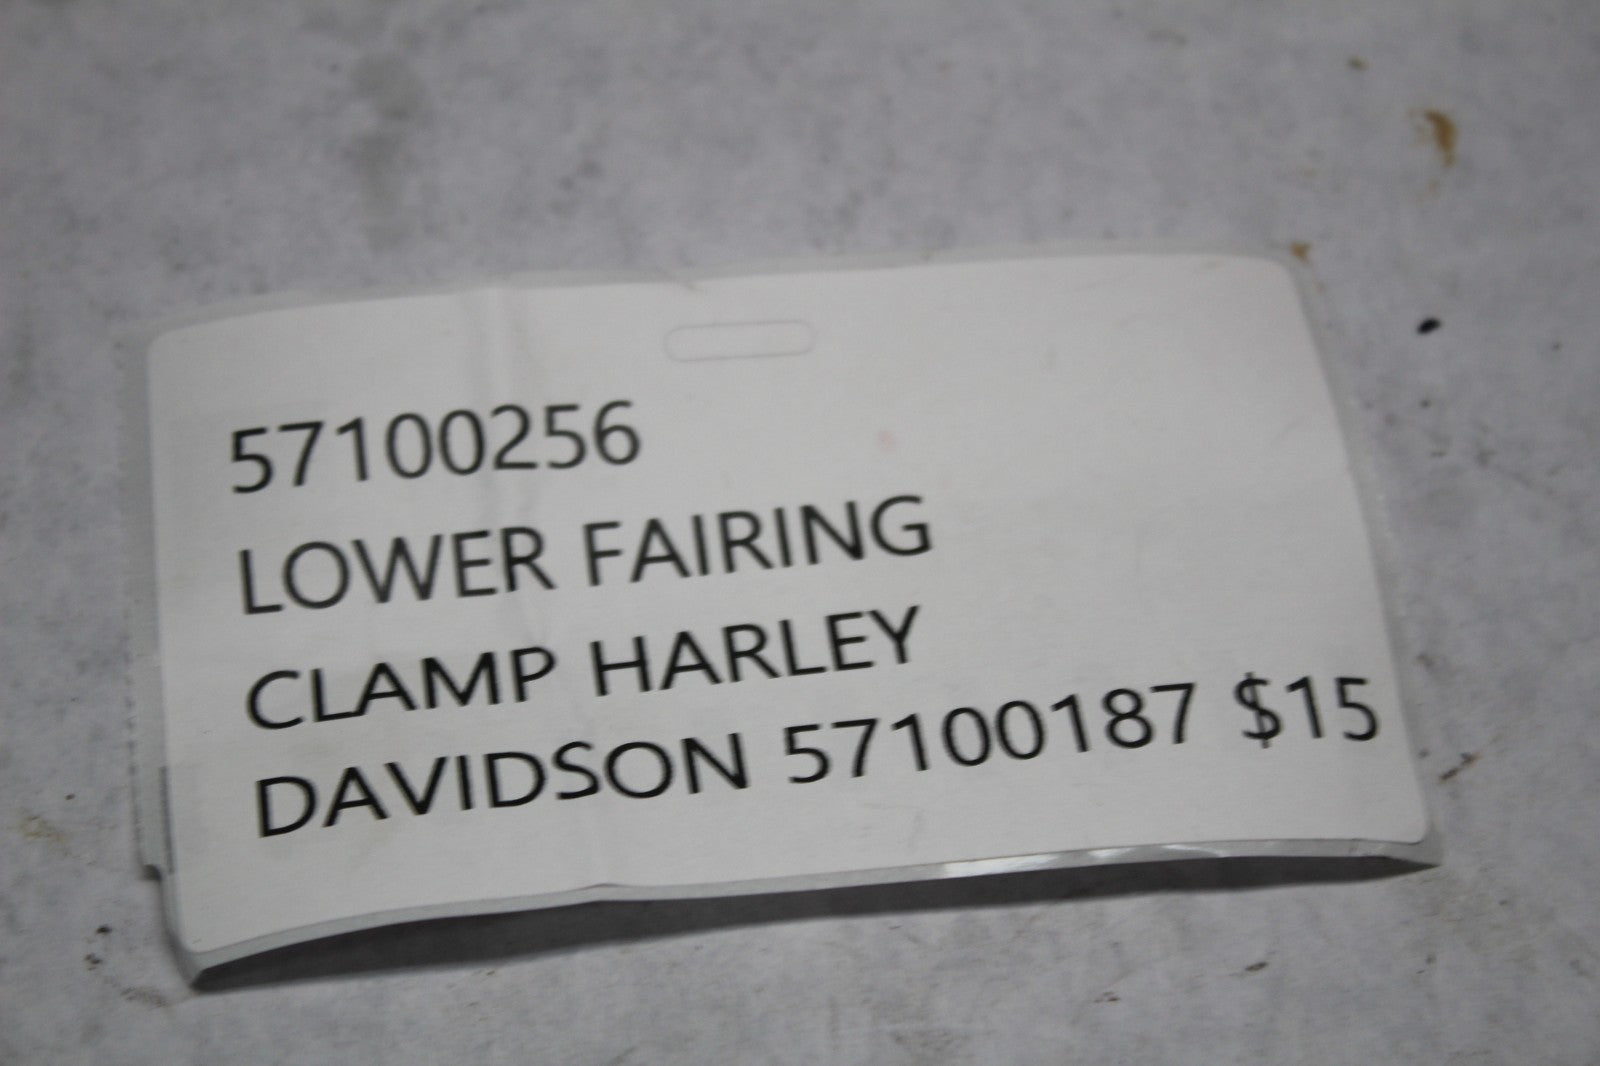 57100256
LOWER FAIRING
CLAMP HARLEY
DAVIDSON 57100187 $15